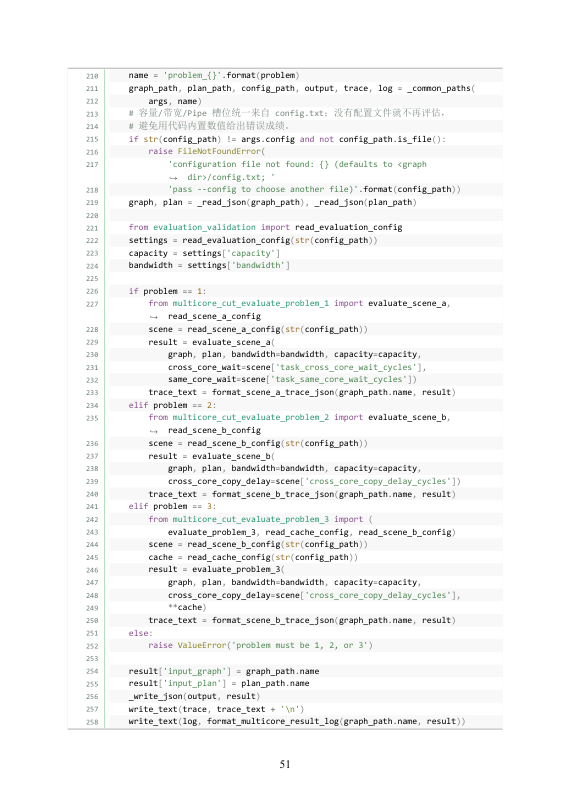 210 name = 'problem_{}'.format(problem)
211 graph_path, plan_path, config_path, output, trace, log = _common_paths(
212 args, name)
213 # 容量/带宽/Pipe 槽位统一来自 config.txt；没有配置文件就不再评估，
214 # 避免用代码内置数值给出错误成绩。
215 if str(config_path) != args.config and not config_path.is_file():
216 raise FileNotFoundError(
217 'configuration file not found: {} (defaults to <graph
↪ dir>/config.txt; '
218 'pass --config to choose another file)'.format(config_path))
219 graph, plan = _read_json(graph_path), _read_json(plan_path)
220
221 from evaluation_validation import read_evaluation_config
222 settings = read_evaluation_config(str(config_path))
223 capacity = settings['capacity']
224 bandwidth = settings['bandwidth']
225
226 if problem == 1:
227 from multicore_cut_evaluate_problem_1 import evaluate_scene_a,
↪ read_scene_a_config
228 scene = read_scene_a_config(str(config_path))
229 result = evaluate_scene_a(
230 graph, plan, bandwidth=bandwidth, capacity=capacity,
231 cross_core_wait=scene['task_cross_core_wait_cycles'],
232 same_core_wait=scene['task_same_core_wait_cycles'])
233 trace_text = format_scene_a_trace_json(graph_path.name, result)
234 elif problem == 2:
235 from multicore_cut_evaluate_problem_2 import evaluate_scene_b,
↪ read_scene_b_config
236 scene = read_scene_b_config(str(config_path))
237 result = evaluate_scene_b(
238 graph, plan, bandwidth=bandwidth, capacity=capacity,
239 cross_core_copy_delay=scene['cross_core_copy_delay_cycles'])
240 trace_text = format_scene_b_trace_json(graph_path.name, result)
241 elif problem == 3:
242 from multicore_cut_evaluate_problem_3 import (
243 evaluate_problem_3, read_cache_config, read_scene_b_config)
244 scene = read_scene_b_config(str(config_path))
245 cache = read_cache_config(str(config_path))
246 result = evaluate_problem_3(
247 graph, plan, bandwidth=bandwidth, capacity=capacity,
248 cross_core_copy_delay=scene['cross_core_copy_delay_cycles'],
249 **cache)
250 trace_text = format_scene_b_trace_json(graph_path.name, result)
251 else:
252 raise ValueError('problem must be 1, 2, or 3')
253
254 result['input_graph'] = graph_path.name
255 result['input_plan'] = plan_path.name
256 _write_json(output, result)
257 write_text(trace, trace_text + '\n')
258 write_text(log, format_multicore_result_log(graph_path.name, result))
51